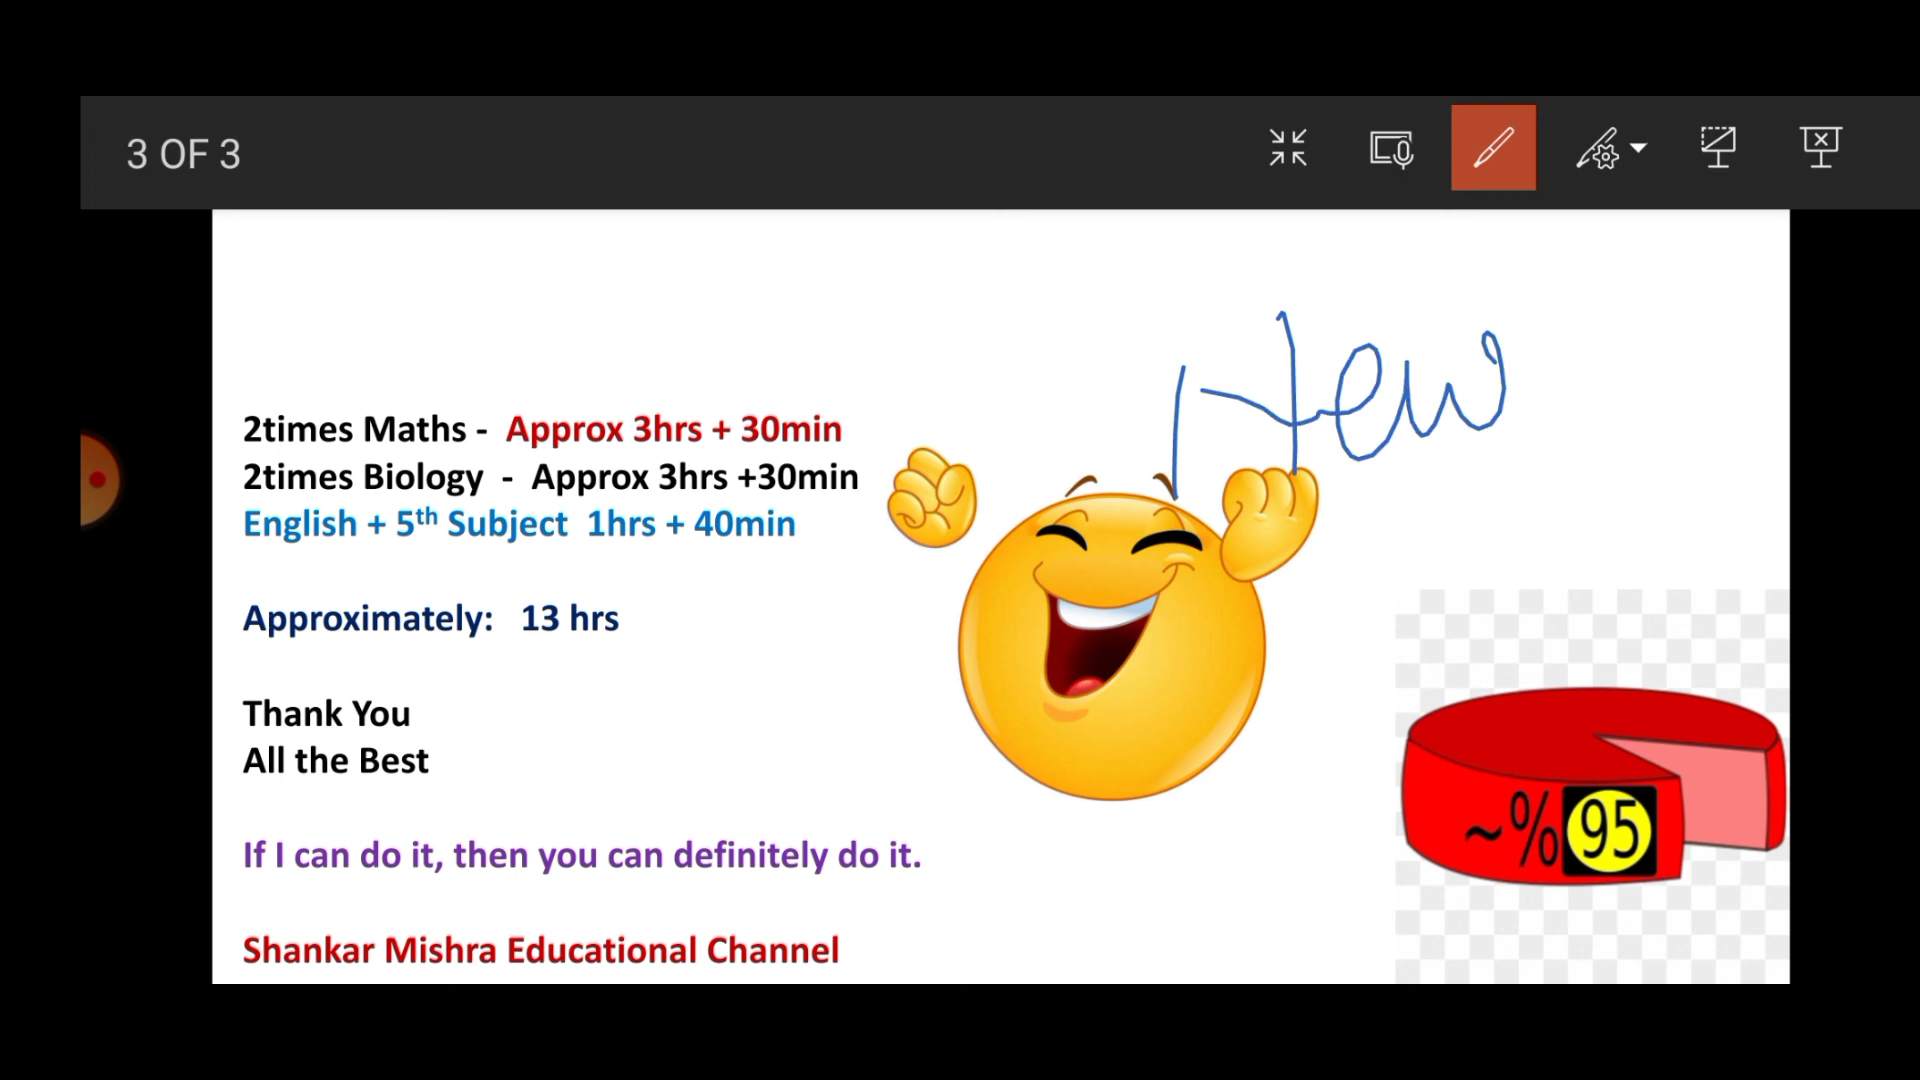 3 OF 3
New
2times Maths - Approx 3hrs + 30min
2times Biology - Approx 3hrs +30min
English + 5th Subject 1hrs + 40min
Approximately: 13 hrs
Thank You
All the Best
~%95
If I can do it, then you can definitely do it.
Shankar Mishra Educational Channel